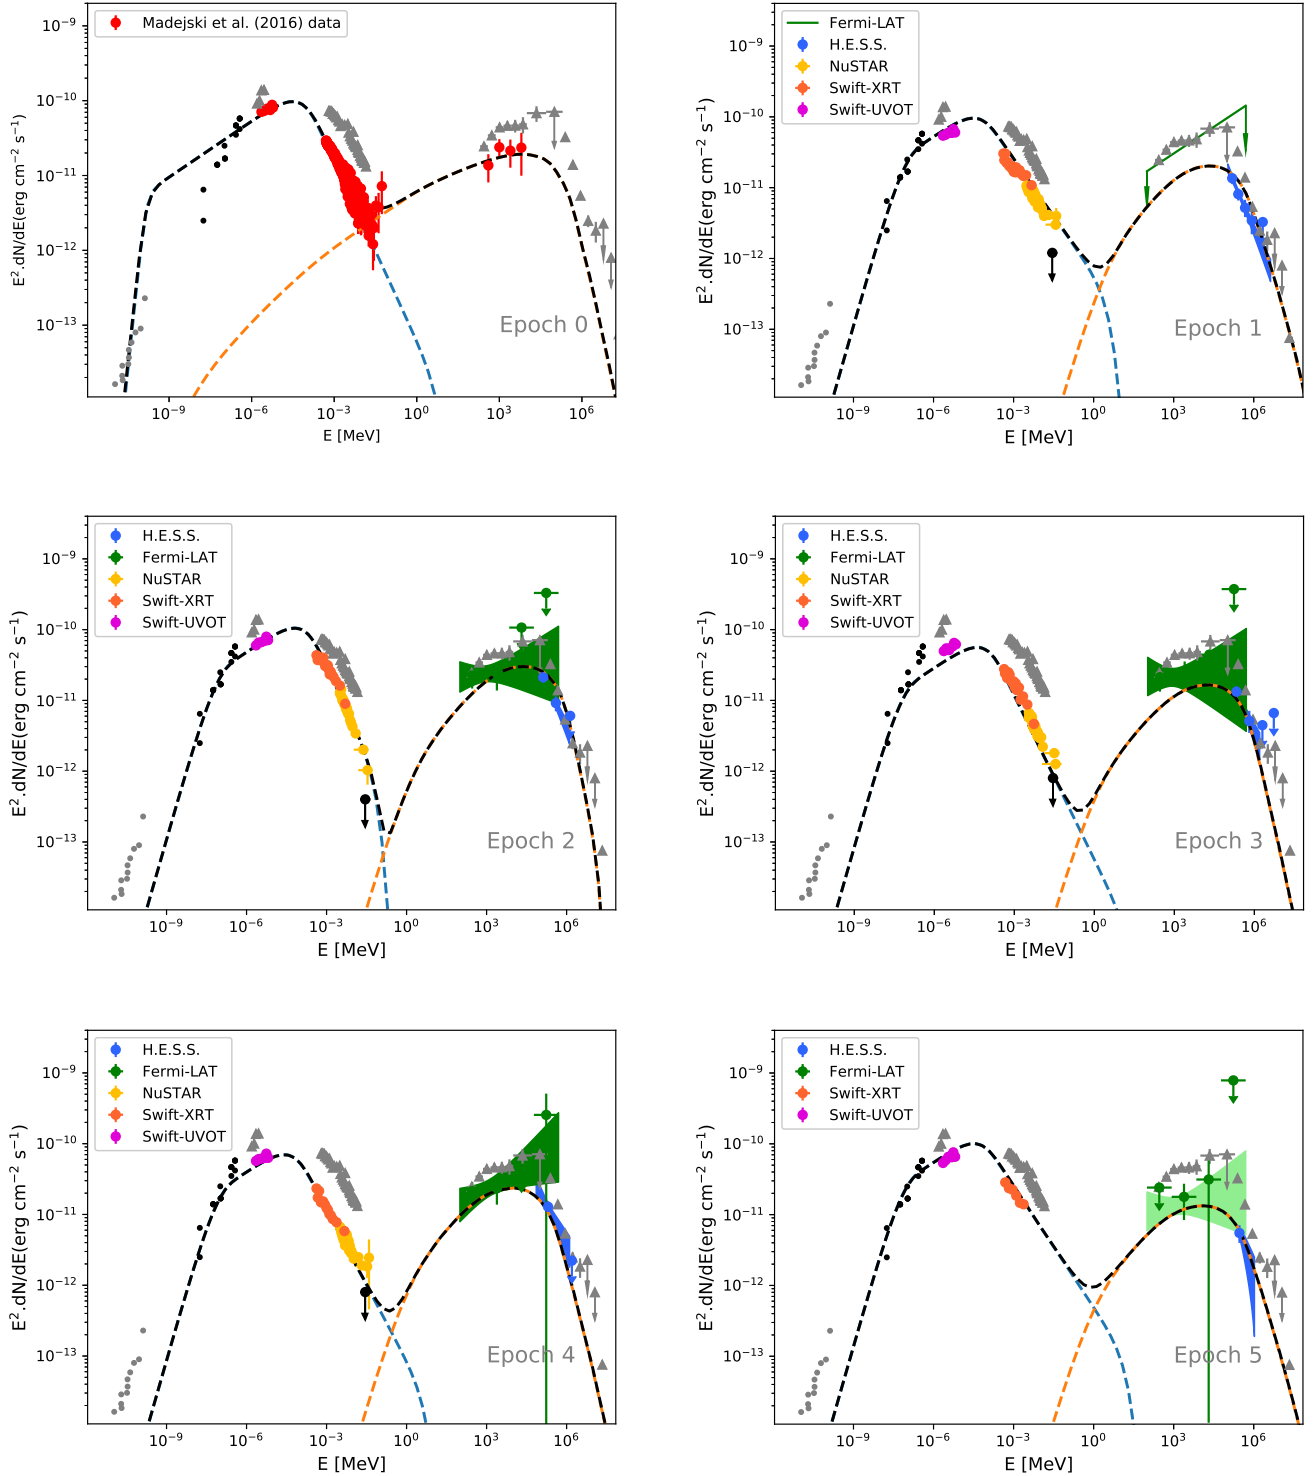 Madejski et al. (2016) data
E².dN/dE(erg cm⁻² s⁻¹)
10⁻⁹
10⁻¹⁰
10⁻¹¹
10⁻¹²
10⁻¹³
Epoch 0
10⁻⁹ 10⁻⁶ 10⁻³ 10⁰ 10³ 10⁶
E [MeV]
Fermi-LAT
H.E.S.S.
NuSTAR
Swift-XRT
Swift-UVOT
E².dN/dE(erg cm⁻² s⁻¹)
10⁻⁹
10⁻¹⁰
10⁻¹¹
10⁻¹²
10⁻¹³
Epoch 1
10⁻⁹ 10⁻⁶ 10⁻³ 10⁰ 10³ 10⁶
E [MeV]
H.E.S.S.
Fermi-LAT
NuSTAR
Swift-XRT
Swift-UVOT
E².dN/dE(erg cm⁻² s⁻¹)
10⁻⁹
10⁻¹⁰
10⁻¹¹
10⁻¹²
10⁻¹³
Epoch 2
10⁻⁹ 10⁻⁶ 10⁻³ 10⁰ 10³ 10⁶
E [MeV]
H.E.S.S.
Fermi-LAT
NuSTAR
Swift-XRT
Swift-UVOT
E².dN/dE(erg cm⁻² s⁻¹)
10⁻⁹
10⁻¹⁰
10⁻¹¹
10⁻¹²
10⁻¹³
Epoch 3
10⁻⁹ 10⁻⁶ 10⁻³ 10⁰ 10³ 10⁶
E [MeV]
H.E.S.S.
Fermi-LAT
NuSTAR
Swift-XRT
Swift-UVOT
E².dN/dE(erg cm⁻² s⁻¹)
10⁻⁹
10⁻¹⁰
10⁻¹¹
10⁻¹²
10⁻¹³
Epoch 4
10⁻⁹ 10⁻⁶ 10⁻³ 10⁰ 10³ 10⁶
E [MeV]
H.E.S.S.
Fermi-LAT
Swift-XRT
Swift-UVOT
E².dN/dE(erg cm⁻² s⁻¹)
10⁻⁹
10⁻¹⁰
10⁻¹¹
10⁻¹²
10⁻¹³
Epoch 5
10⁻⁹ 10⁻⁶ 10⁻³ 10⁰ 10³ 10⁶
E [MeV]